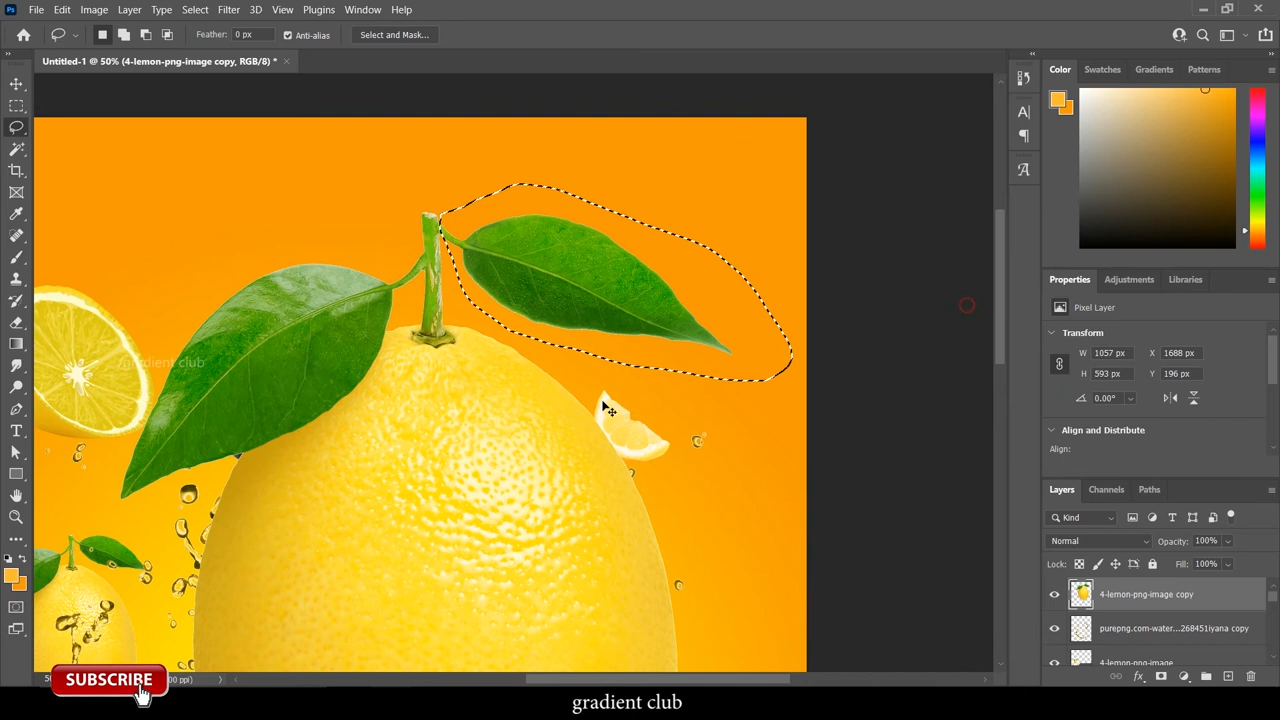 Ps File Edit Image Layer Type Select Filter 3D View Plugins Window Help
Feather: 0 px Anti-alias Select and Mask...
Untitled-1 @ 50% (4-lemon-png-image copy, RGB/8) *
Color Swatches Gradients Patterns
Properties Adjustments Libraries
Pixel Layer
Transform
W 1057 px X 1688 px
H 593 px Y 196 px
0.00°
Align and Distribute
Align:
Layers Channels Paths
Kind
Normal Opacity: 100%
Lock: Fill: 100%
4-lemon-png-image copy
purepng.com-water...268451iyana copy
4-lemon-png-image
gradient club
SUBSCRIBE
gradient club